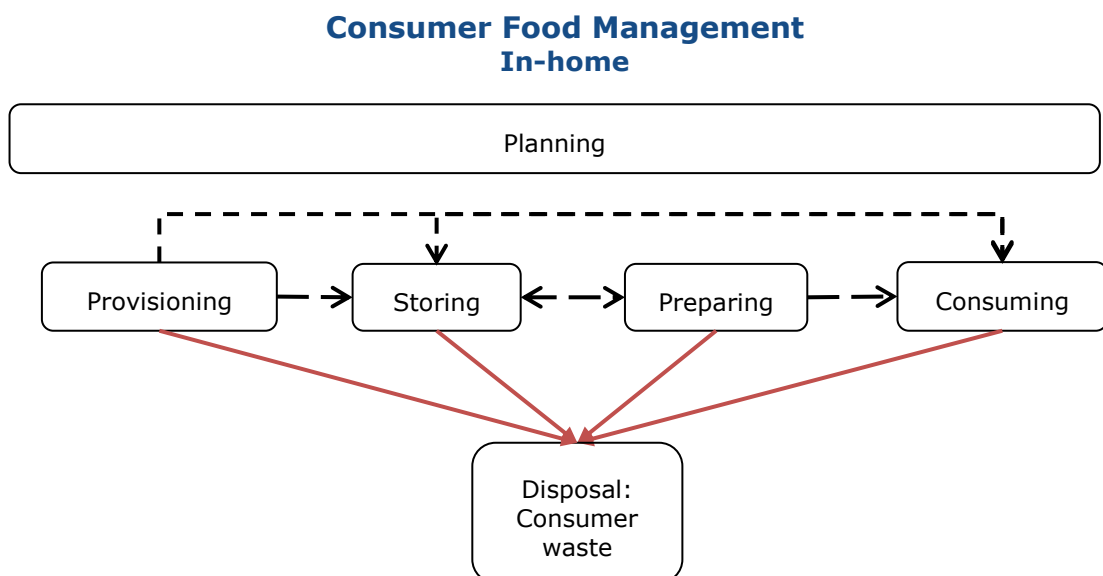 Consumer Food Management
In-home
Planning
Provisioning
Storing
Preparing
Consuming
Disposal:
Consumer
waste